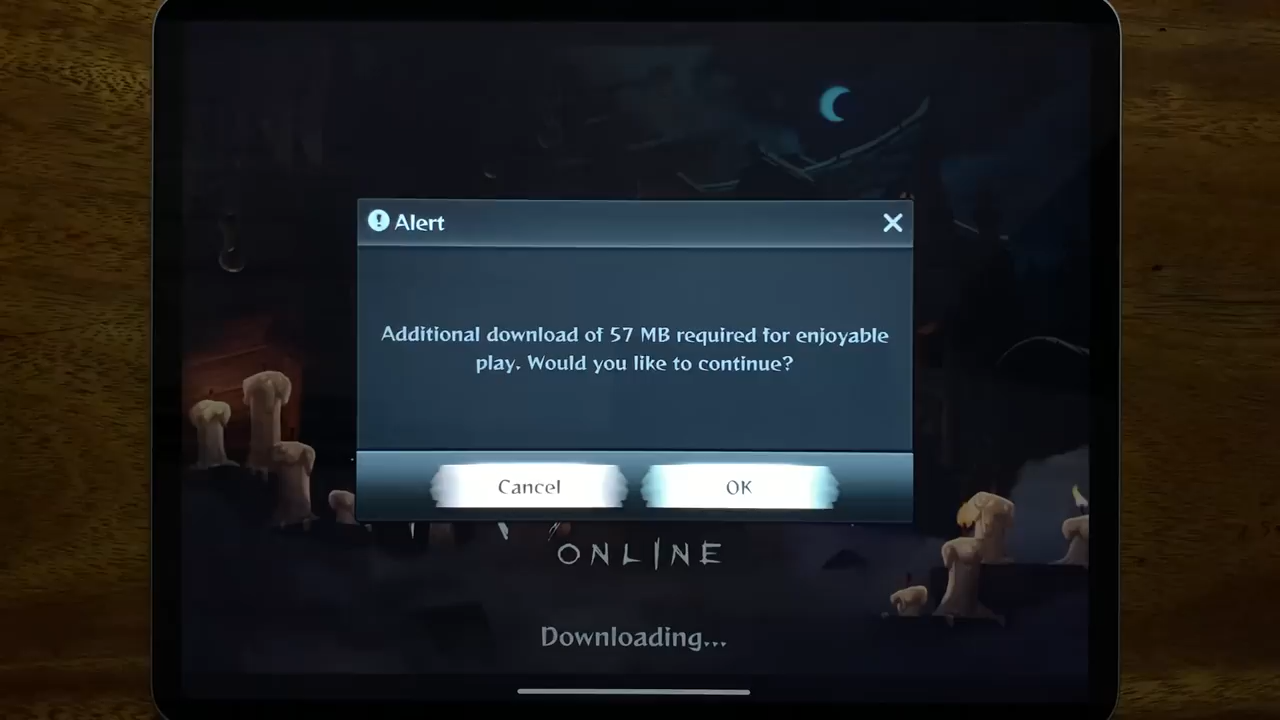 Alert
Additional download of 57 MB required for enjoyable
play. Would you like to continue?
Cancel
OK
ONLINE
Downloading...